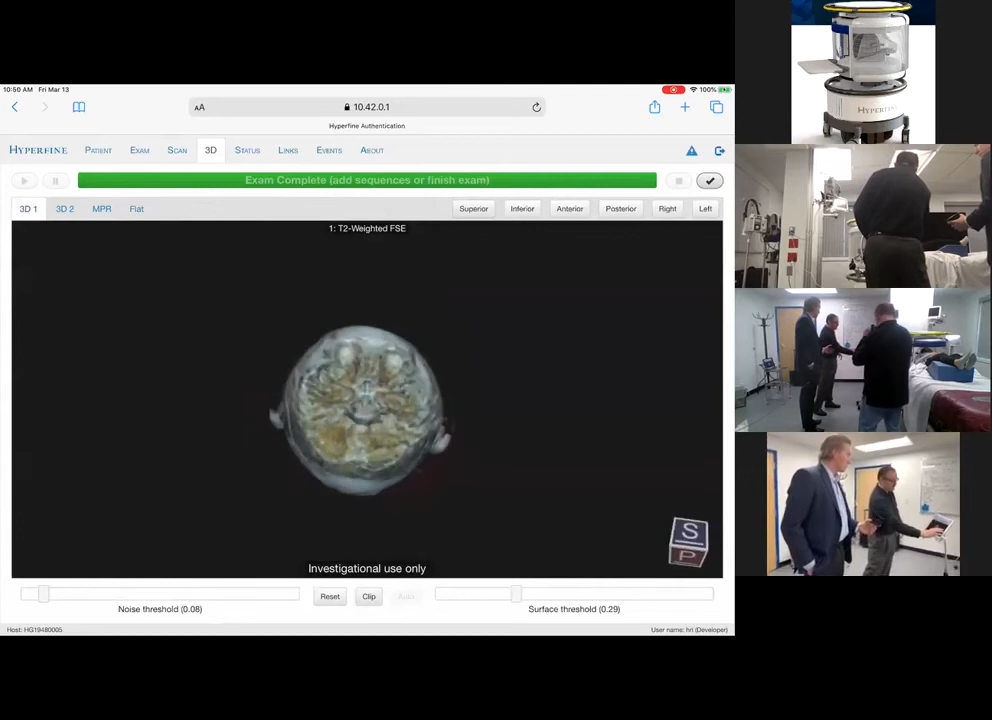 10:50 AM Fri Mar 13
100%
AA
10.42.0.1
Hyperfine Authentication
HYPERFINE
PATIENT
EXAM
SCAN
3D
STATUS
LINKS
EVENTS
ABOUT
Exam Complete (add sequences or finish exam)
3D 1
3D 2
MPR
Flat
Superior
Inferior
Anterior
Posterior
Right
Left
1: T2-Weighted FSE
S
P
Investigational use only
Reset
Clip
Auto
Noise threshold (0.08)
Surface threshold (0.29)
Host: HG19480005
User name: hri (Developer)
HYPERFINE